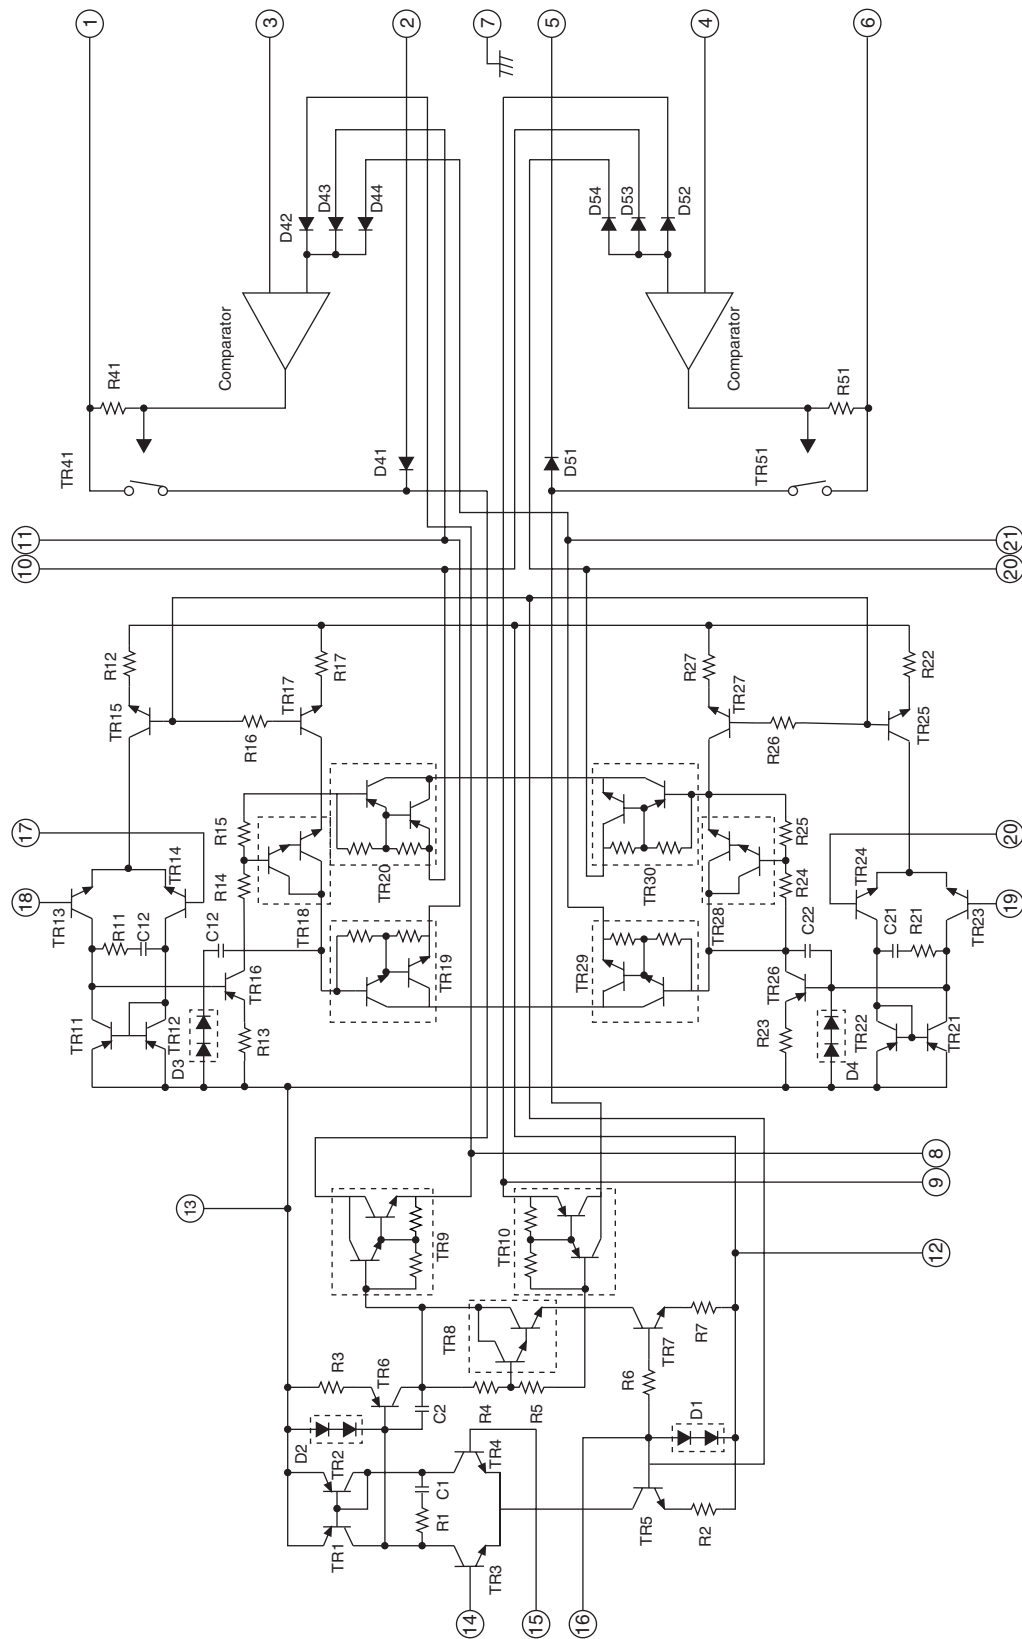 1
3
2
7
5
4
6
D42
D43
D44
D54
D53
D52
Comparator
Comparator
R41
R51
TR41
D41
D51
TR51
11
10
21
20
R12
R17
R27
R22
TR15
TR17
TR27
TR25
R16
R26
17
R15
TR20
TR30
R25
20
18
TR13
TR14
R14
TR18
TR28
R24
TR24
TR23
19
R11
C12
C12
TR16
TR19
TR29
TR26
C22
C21
R21
TR11
TR12
D3
R13
R23
D4
TR22
TR21
13
8
9
12
TR9
TR10
TR8
TR7
R7
R3
TR6
C2
R4
R5
R6
D2
D1
TR2
TR4
C1
R1
TR1
TR3
TR5
R2
14
15
16